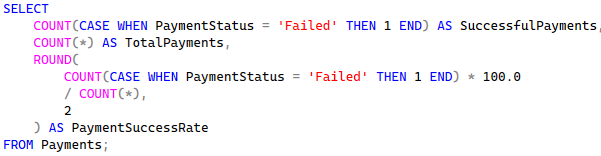 SELECT
    COUNT(CASE WHEN PaymentStatus = 'Failed' THEN 1 END) AS SuccessfulPayments,
    COUNT(*) AS TotalPayments,
    ROUND(
        COUNT(CASE WHEN PaymentStatus = 'Failed' THEN 1 END) * 100.0
        / COUNT(*),
        2
    ) AS PaymentSuccessRate
FROM Payments;